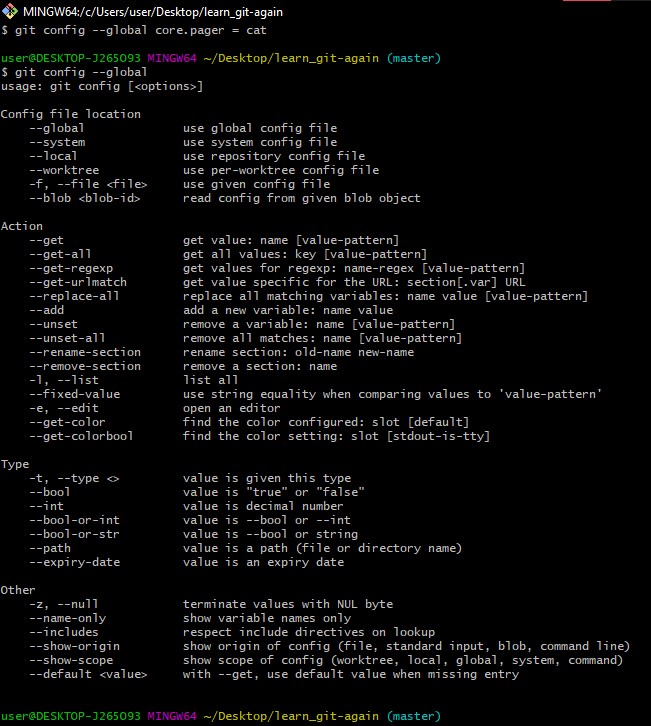 MINGW64:/c/Users/user/Desktop/learn_git-again
$ git config --global core.pager = cat
user@DESKTOP-J265O93 MINGW64 ~/Desktop/learn_git-again (master)
$ git config --global
usage: git config [<options>]
Config file location
--global use global config file
--system use system config file
--local use repository config file
--worktree use per-worktree config file
-f, --file <file> use given config file
--blob <blob-id> read config from given blob object
Action
--get get value: name [value-pattern]
--get-all get all values: key [value-pattern]
--get-regexp get values for regexp: name-regex [value-pattern]
--get-urlmatch get value specific for the URL: section[.var] URL
--replace-all replace all matching variables: name value [value-pattern]
--add add a new variable: name value
--unset remove a variable: name [value-pattern]
--unset-all remove all matches: name [value-pattern]
--rename-section rename section: old-name new-name
--remove-section remove a section: name
-l, --list list all
--fixed-value use string equality when comparing values to 'value-pattern'
-e, --edit open an editor
--get-color find the color configured: slot [default]
--get-colorbool find the color setting: slot [stdout-is-tty]
Type
-t, --type <> value is given this type
--bool value is "true" or "false"
--int value is decimal number
--bool-or-int value is --bool or --int
--bool-or-str value is --bool or string
--path value is a path (file or directory name)
--expiry-date value is an expiry date
Other
-z, --null terminate values with NUL byte
--name-only show variable names only
--includes respect include directives on lookup
--show-origin show origin of config (file, standard input, blob, command line)
--show-scope show scope of config (worktree, local, global, system, command)
--default <value> with --get, use default value when missing entry
user@DESKTOP-J265O93 MINGW64 ~/Desktop/learn_git-again (master)